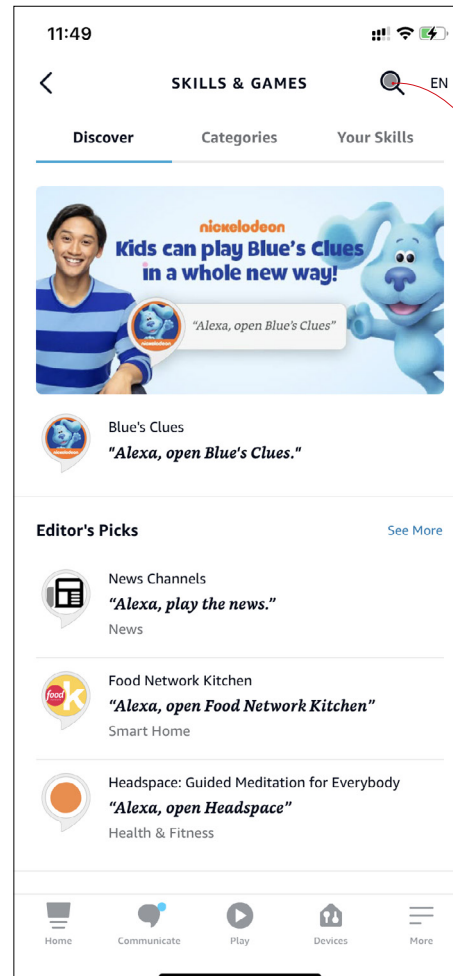 11:49
SKILLS & GAMES
EN
Discover
Categories
Your Skills
nickelodeon
Kids can play Blue's Clues
in a whole new way!
"Alexa, open Blue's Clues"
nickelodeon
Blue's Clues
"Alexa, open Blue's Clues."
Editor's Picks
See More
News Channels
“Alexa, play the news.”
News
food
k
Food Network Kitchen
“Alexa, open Food Network Kitchen”
Smart Home
Headspace: Guided Meditation for Everybody
“Alexa, open Headspace”
Health & Fitness
Home
Communicate
Play
Devices
More